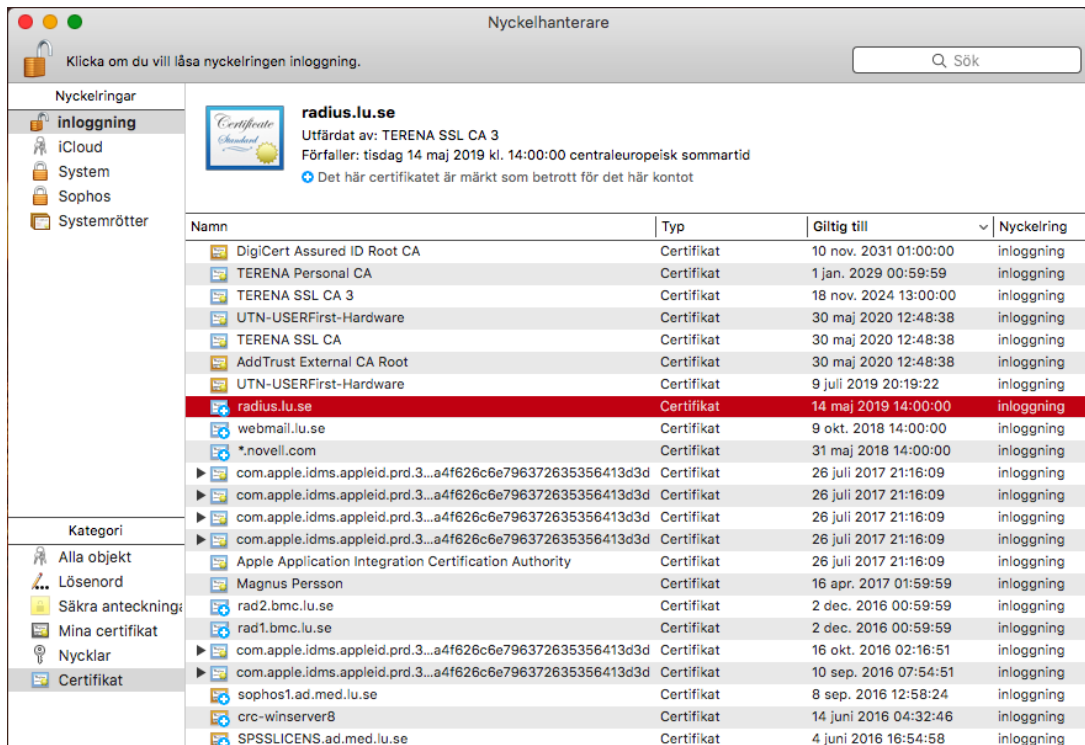 Nyckelhanterare
Klicka om du vill låsa nyckelringen inloggning.
Sök
Nyckelringar
inloggning
iCloud
System
Sophos
Systemrötter
Certificate
Standard
radius.lu.se
Utfärdat av: TERENA SSL CA 3
Förfaller: tisdag 14 maj 2019 kl. 14:00:00 centraleuropeisk sommartid
Det här certifikatet är märkt som betrott för det här kontot
Namn Typ Giltig till Nyckelring
DigiCert Assured ID Root CA Certifikat 10 nov. 2031 01:00:00 inloggning
TERENA Personal CA Certifikat 1 jan. 2029 00:59:59 inloggning
TERENA SSL CA 3 Certifikat 18 nov. 2024 13:00:00 inloggning
UTN-USERFirst-Hardware Certifikat 30 maj 2020 12:48:38 inloggning
TERENA SSL CA Certifikat 30 maj 2020 12:48:38 inloggning
AddTrust External CA Root Certifikat 30 maj 2020 12:48:38 inloggning
UTN-USERFirst-Hardware Certifikat 9 juli 2019 20:19:22 inloggning
radius.lu.se Certifikat 14 maj 2019 14:00:00 inloggning
webmail.lu.se Certifikat 9 okt. 2018 14:00:00 inloggning
*.novell.com Certifikat 31 maj 2018 14:00:00 inloggning
com.apple.idms.appleid.prd.3...a4f626c6e796372635356413d3d Certifikat 26 juli 2017 21:16:09 inloggning
com.apple.idms.appleid.prd.3...a4f626c6e796372635356413d3d Certifikat 26 juli 2017 21:16:09 inloggning
com.apple.idms.appleid.prd.3...a4f626c6e796372635356413d3d Certifikat 26 juli 2017 21:16:09 inloggning
com.apple.idms.appleid.prd.3...a4f626c6e796372635356413d3d Certifikat 26 juli 2017 21:16:09 inloggning
Apple Application Integration Certification Authority Certifikat 26 juli 2017 21:16:09 inloggning
Magnus Persson Certifikat 16 apr. 2017 01:59:59 inloggning
rad2.bmc.lu.se Certifikat 2 dec. 2016 00:59:59 inloggning
rad1.bmc.lu.se Certifikat 2 dec. 2016 00:59:59 inloggning
com.apple.idms.appleid.prd.3...a4f626c6e796372635356413d3d Certifikat 16 okt. 2016 02:16:51 inloggning
com.apple.idms.appleid.prd.3...a4f626c6e796372635356413d3d Certifikat 10 sep. 2016 07:54:51 inloggning
sophos1.ad.med.lu.se Certifikat 8 sep. 2016 12:58:24 inloggning
crc-winserver8 Certifikat 14 juni 2016 04:32:46 inloggning
SPSSLICENS.ad.med.lu.se Certifikat 4 juni 2016 16:54:58 inloggning
Kategori
Alla objekt
Lösenord
Säkra anteckninga
Mina certifikat
Nycklar
Certifikat